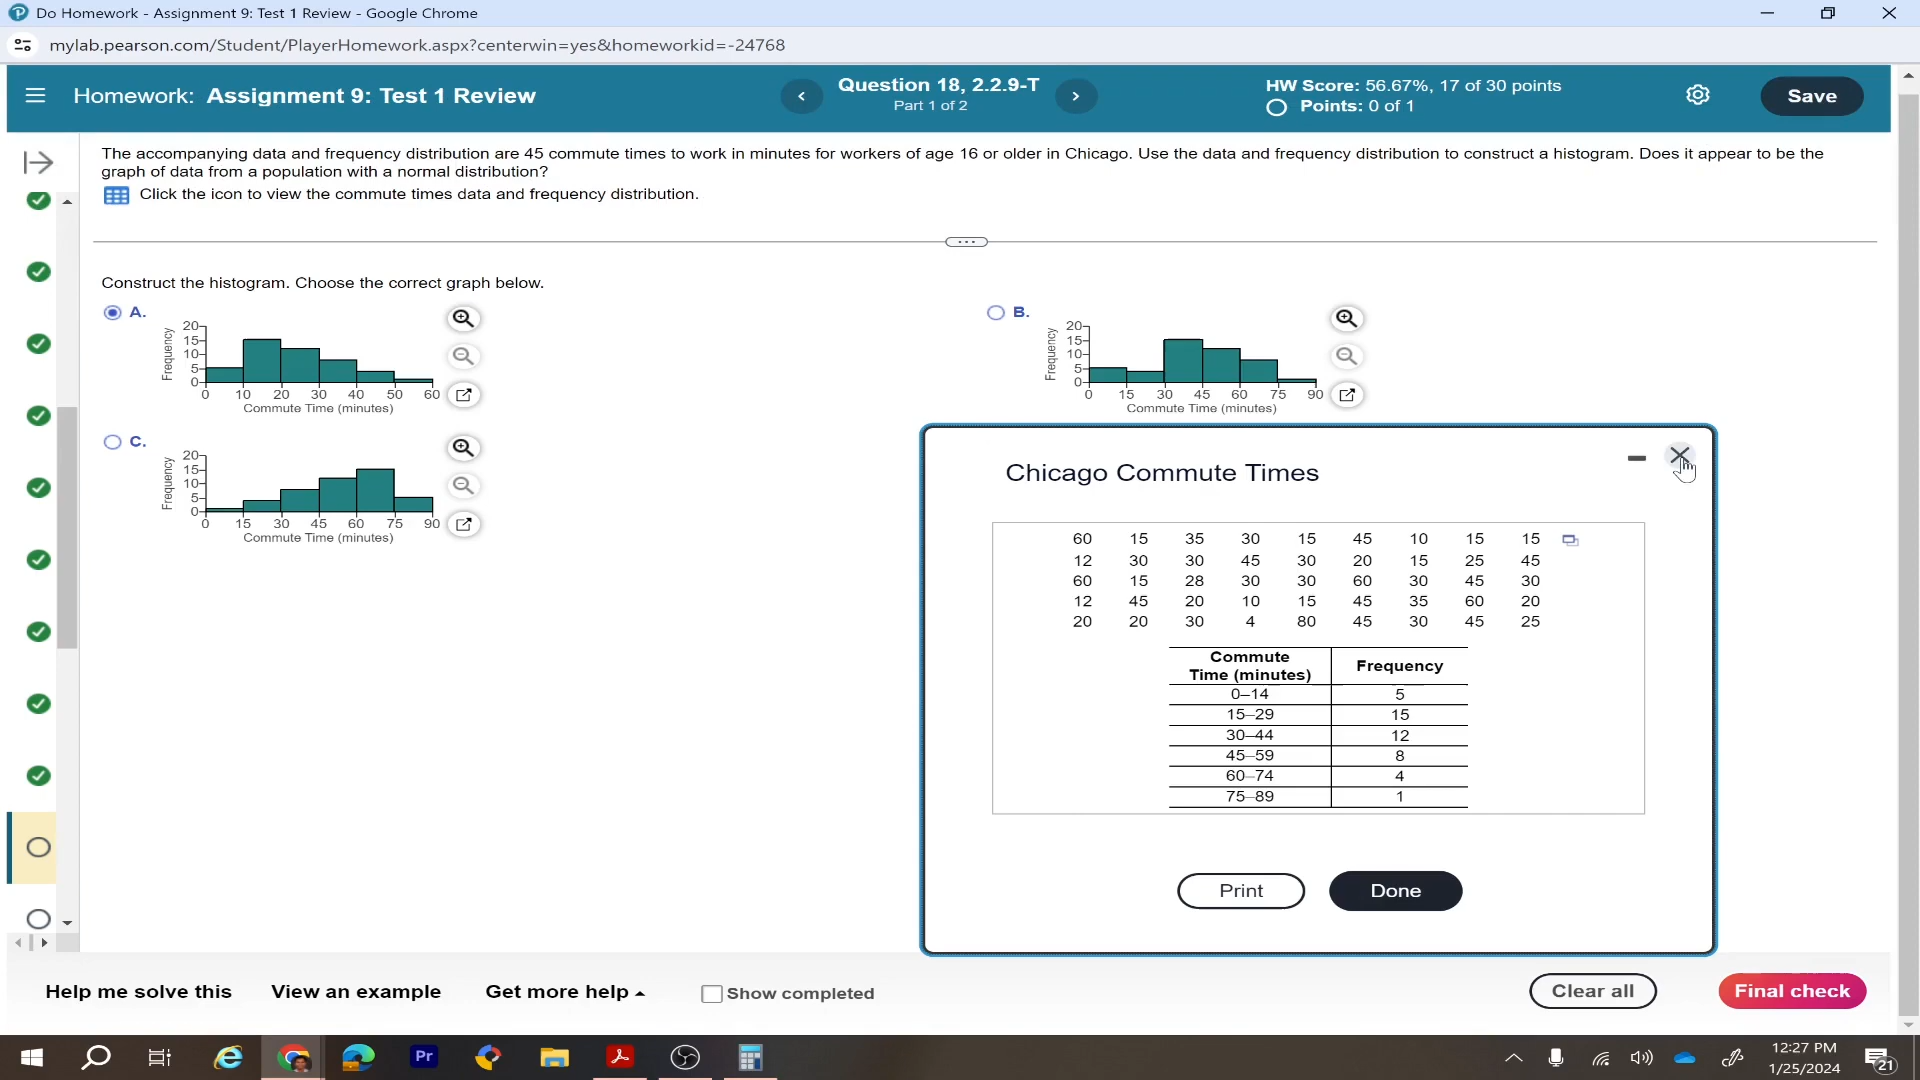 Do Homework - Assignment 9: Test 1 Review - Google Chrome
mylab.pearson.com/Student/PlayerHomework.aspx?centerwin=yes&homeworkid=-24768
Homework: Assignment 9: Test 1 Review
Question 18, 2.2.9-T
Part 1 of 2
HW Score: 56.67%, 17 of 30 points
Points: 0 of 1
Save
The accompanying data and frequency distribution are 45 commute times to work in minutes for workers of age 16 or older in Chicago. Use the data and frequency distribution to construct a histogram. Does it appear to be the
graph of data from a population with a normal distribution?
Click the icon to view the commute times data and frequency distribution.
Construct the histogram. Choose the correct graph below.
A.
Frequency
20
15
10
5
0
0 10 20 30 40 50 60
Commute Time (minutes)
B.
Frequency
20
15
10
5
0
0 15 30 45 60 75 90
Commute Time (minutes)
C.
Frequency
20
15
10
5
0
0 15 30 45 60 75 90
Commute Time (minutes)
Chicago Commute Times
60 15 35 30 15 45 10 15 15
12 30 30 45 30 20 15 25 45
60 15 28 30 30 60 30 45 30
12 45 20 10 15 45 35 60 20
20 20 30 4 80 45 30 45 25
Commute
Time (minutes) Frequency
0–14 5
15–29 15
30–44 12
45–59 8
60–74 4
75–89 1
Print Done
Help me solve this View an example Get more help Show completed Clear all Final check
Pr
12:27 PM
1/25/2024
21